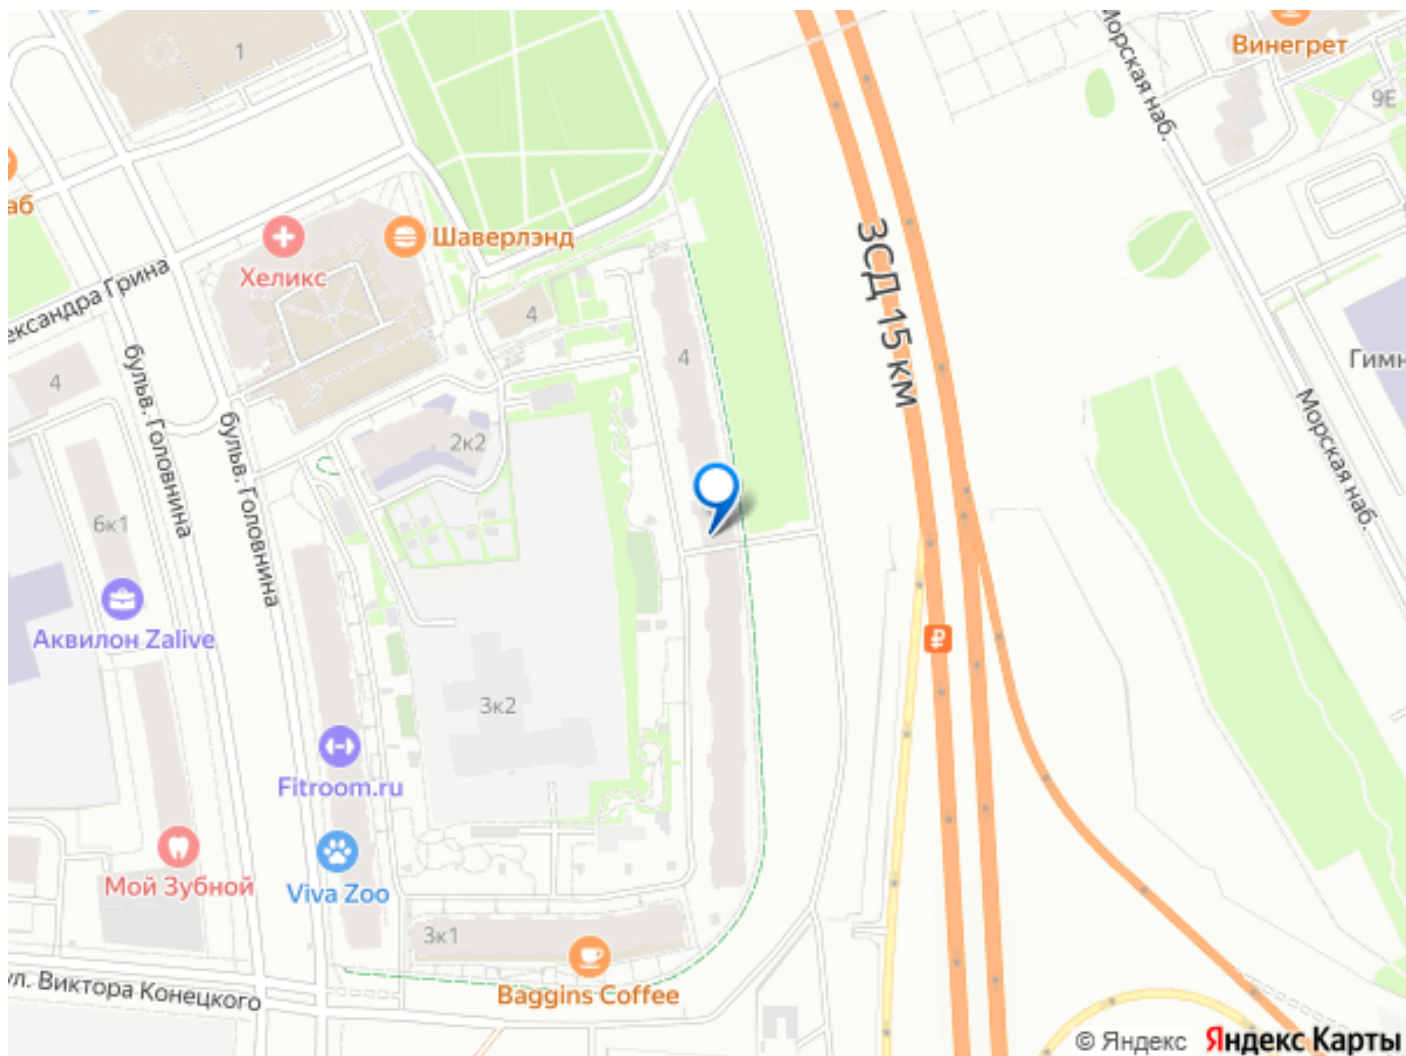 1
Морская наб.
Винегрет
9Е
аб
Хеликс
Шаверлэнд
ександра Грина
4
4
4
ЗСД 15 км
Гимн
бульв. Головнина
бульв. Головнина
2к2
Морская наб.
6к1
Аквилон Zalive
3к2
Fitroom.ru
Мой Зубной
Viva Zoo
3к1
Baggins Coffee
ул. Виктора Конецкого
© Яндекс Яндекс Карты